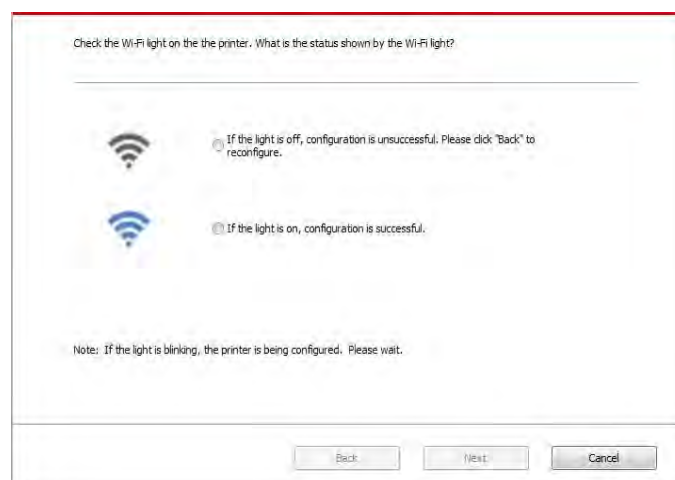 Check the Wi-Fi light on the the printer. What is the status shown by the Wi-Fi light?
If the light is off, configuration is unsuccessful. Please click "Back" to
reconfigure.
If the light is on, configuration is successful.
Note: If the light is blinking, the printer is being configured. Please wait.
Back
Next
Cancel